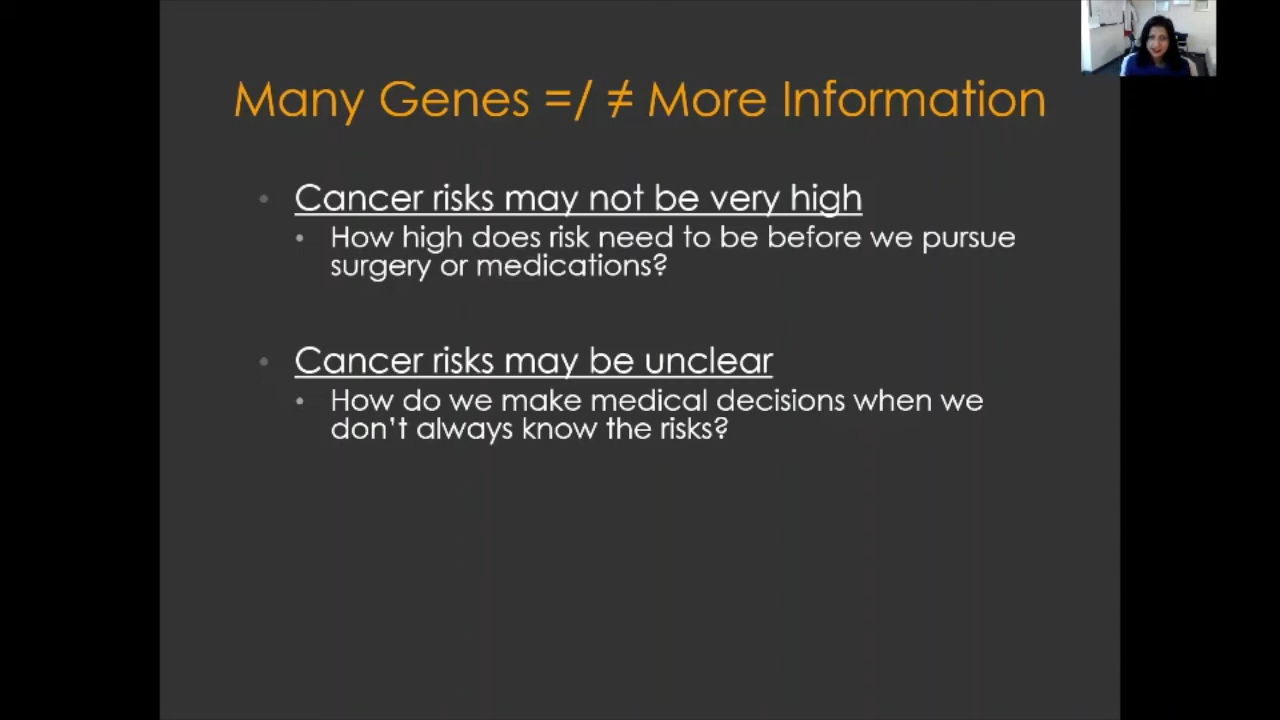 Many Genes =/ ≠ More Information
• Cancer risks may not be very high
• How high does risk need to be before we pursue
surgery or medications?
• Cancer risks may be unclear
• How do we make medical decisions when we
don't always know the risks?